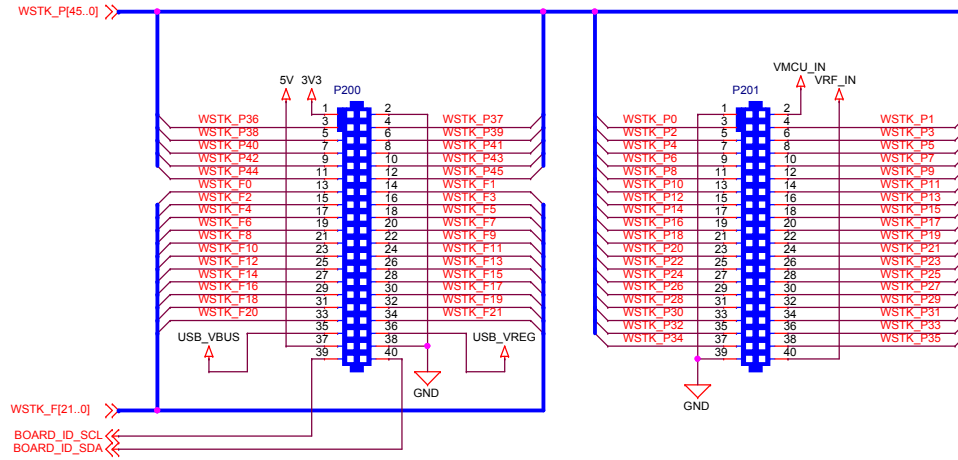 WSTK_P[45..0]
VMCU_IN
5V 3V3 VRF_IN
P200 P201
1 2 1 2
WSTK_P36 3 4 WSTK_P37 WSTK_P0 3 4 WSTK_P1
WSTK_P38 5 6 WSTK_P39 WSTK_P2 5 6 WSTK_P3
WSTK_P40 7 8 WSTK_P41 WSTK_P4 7 8 WSTK_P5
WSTK_P42 9 10 WSTK_P43 WSTK_P6 9 10 WSTK_P7
WSTK_P44 11 12 WSTK_P45 WSTK_P8 11 12 WSTK_P9
WSTK_F0 13 14 WSTK_F1 WSTK_P10 13 14 WSTK_P11
WSTK_F2 15 16 WSTK_F3 WSTK_P12 15 16 WSTK_P13
WSTK_F4 17 18 WSTK_F5 WSTK_P14 17 18 WSTK_P15
WSTK_F6 19 20 WSTK_F7 WSTK_P16 19 20 WSTK_P17
WSTK_F8 21 22 WSTK_F9 WSTK_P18 21 22 WSTK_P19
WSTK_F10 23 24 WSTK_F11 WSTK_P20 23 24 WSTK_P21
WSTK_F12 25 26 WSTK_F13 WSTK_P22 25 26 WSTK_P23
WSTK_F14 27 28 WSTK_F15 WSTK_P24 27 28 WSTK_P25
WSTK_F16 29 30 WSTK_F17 WSTK_P26 29 30 WSTK_P27
WSTK_F18 31 32 WSTK_F19 WSTK_P28 31 32 WSTK_P29
WSTK_F20 33 34 WSTK_F21 WSTK_P30 33 34 WSTK_P31
35 36 WSTK_P32 35 36 WSTK_P33
USB_VBUS 37 38 USB_VREG WSTK_P34 37 38 WSTK_P35
39 40 39 40
GND GND
WSTK_F[21..0]
BOARD_ID_SCL
BOARD_ID_SDA